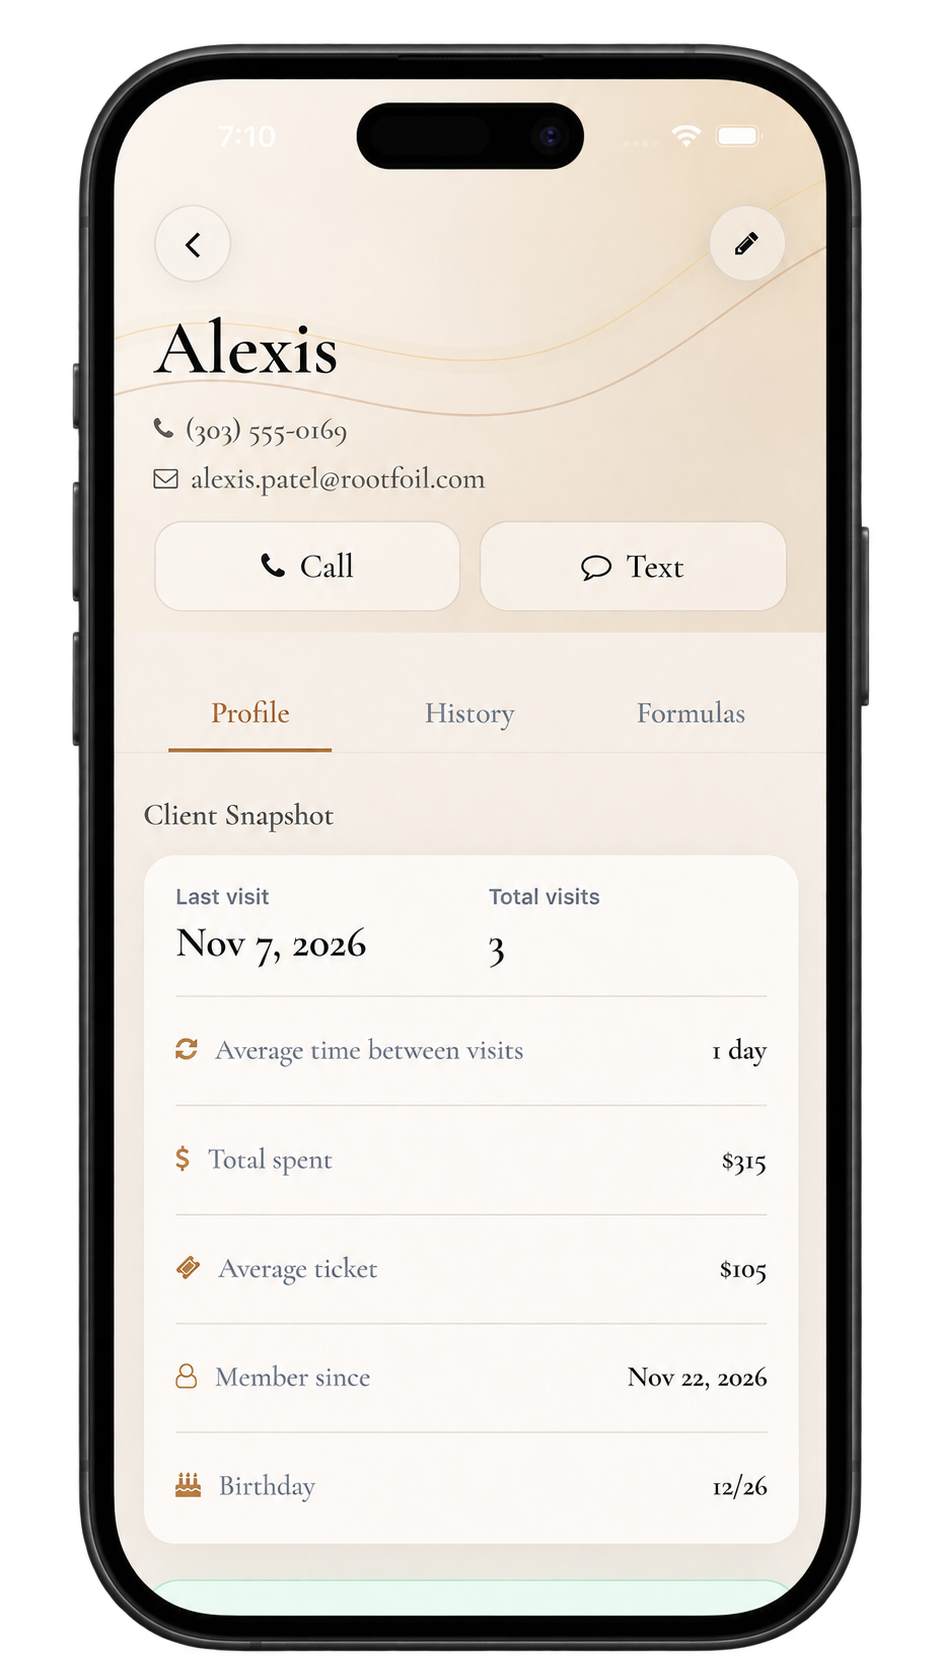 7:10
Alexis
(303) 555-0169
alexis.patel@rootfoil.com
Call
Text
Profile
History
Formulas
Client Snapshot
Last visit
Total visits
Nov 7, 2026
3
Average time between visits
1 day
$ Total spent
$315
Average ticket
$105
Member since
Nov 22, 2026
Birthday
12/26